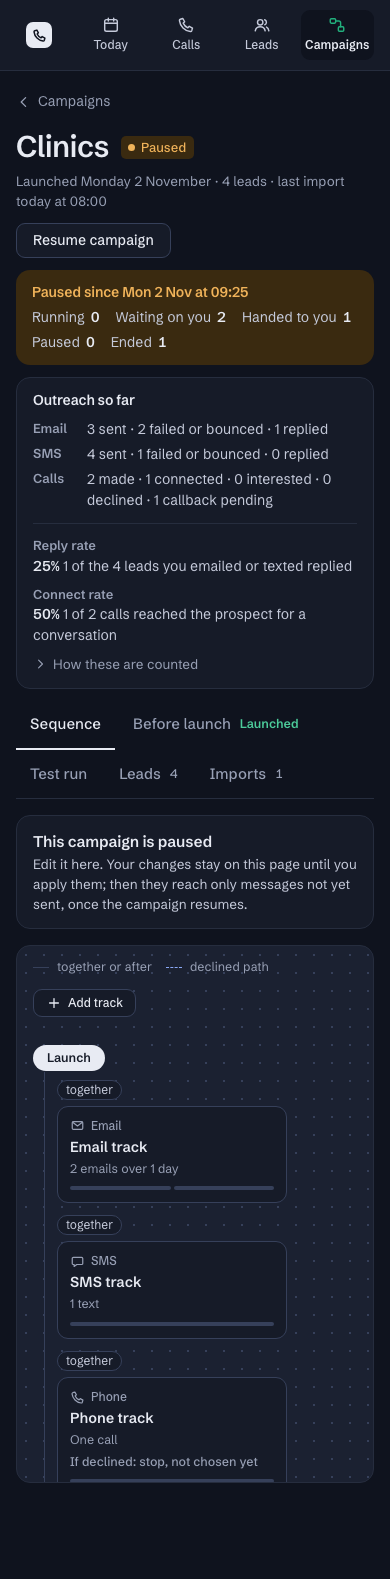 Today
Calls
Leads
Campaigns
Campaigns
Clinics
Paused
Launched Monday 2 November · 4 leads · last import
today at 08:00
Resume campaign
Paused since Mon 2 Nov at 09:25
Running 0 Waiting on you 2 Handed to you 1
Paused 0 Ended 1
Outreach so far
Email 3 sent · 2 failed or bounced · 1 replied
SMS 4 sent · 1 failed or bounced · 0 replied
Calls 2 made · 1 connected · 0 interested · 0
declined · 1 callback pending
Reply rate
25% 1 of the 4 leads you emailed or texted replied
Connect rate
50% 1 of 2 calls reached the prospect for a
conversation
How these are counted
Sequence Before launch Launched
Test run Leads 4 Imports 1
This campaign is paused
Edit it here. Your changes stay on this page until you
apply them; then they reach only messages not yet
sent, once the campaign resumes.
together or after ---- declined path
+ Add track
Launch
together
Email
Email track
2 emails over 1 day
together
SMS
SMS track
1 text
together
Phone
Phone track
One call
If declined: stop, not chosen yet